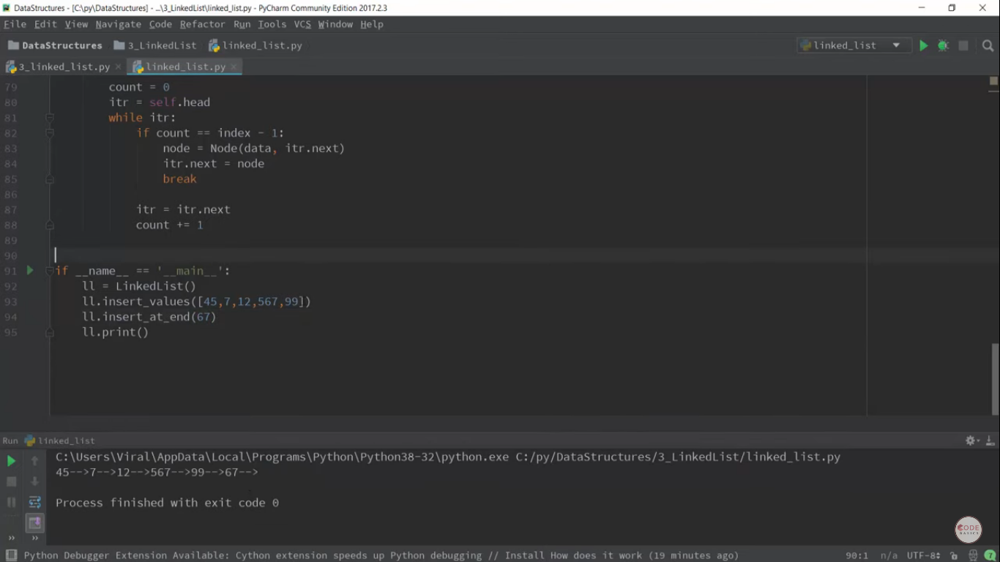 DataStructures - [C:\py\DataStructures] - ...\3_LinkedList\linked_list.py - PyCharm Community Edition 2017.2.3
File Edit View Navigate Code Refactor Run Tools VCS Window Help
DataStructures 3_LinkedList linked_list.py linked_list
3_linked_list.py linked_list.py
79 count = 0
80 itr = self.head
81 while itr:
82 if count == index - 1:
83 node = Node(data, itr.next)
84 itr.next = node
85 break
86
87 itr = itr.next
88 count += 1
89
90
91 if __name__ == '__main__':
92 ll = LinkedList()
93 ll.insert_values([45,7,12,567,99])
94 ll.insert_at_end(67)
95 ll.print()
Run linked_list
C:\Users\Viral\AppData\Local\Programs\Python\Python38-32\python.exe C:/py/DataStructures/3_LinkedList/linked_list.py
45-->7-->12-->567-->99-->67-->
Process finished with exit code 0
CODE
BASICS
Python Debugger Extension Available: Cython extension speeds up Python debugging // Install How does it work (19 minutes ago) 90:1 n/a UTF-8